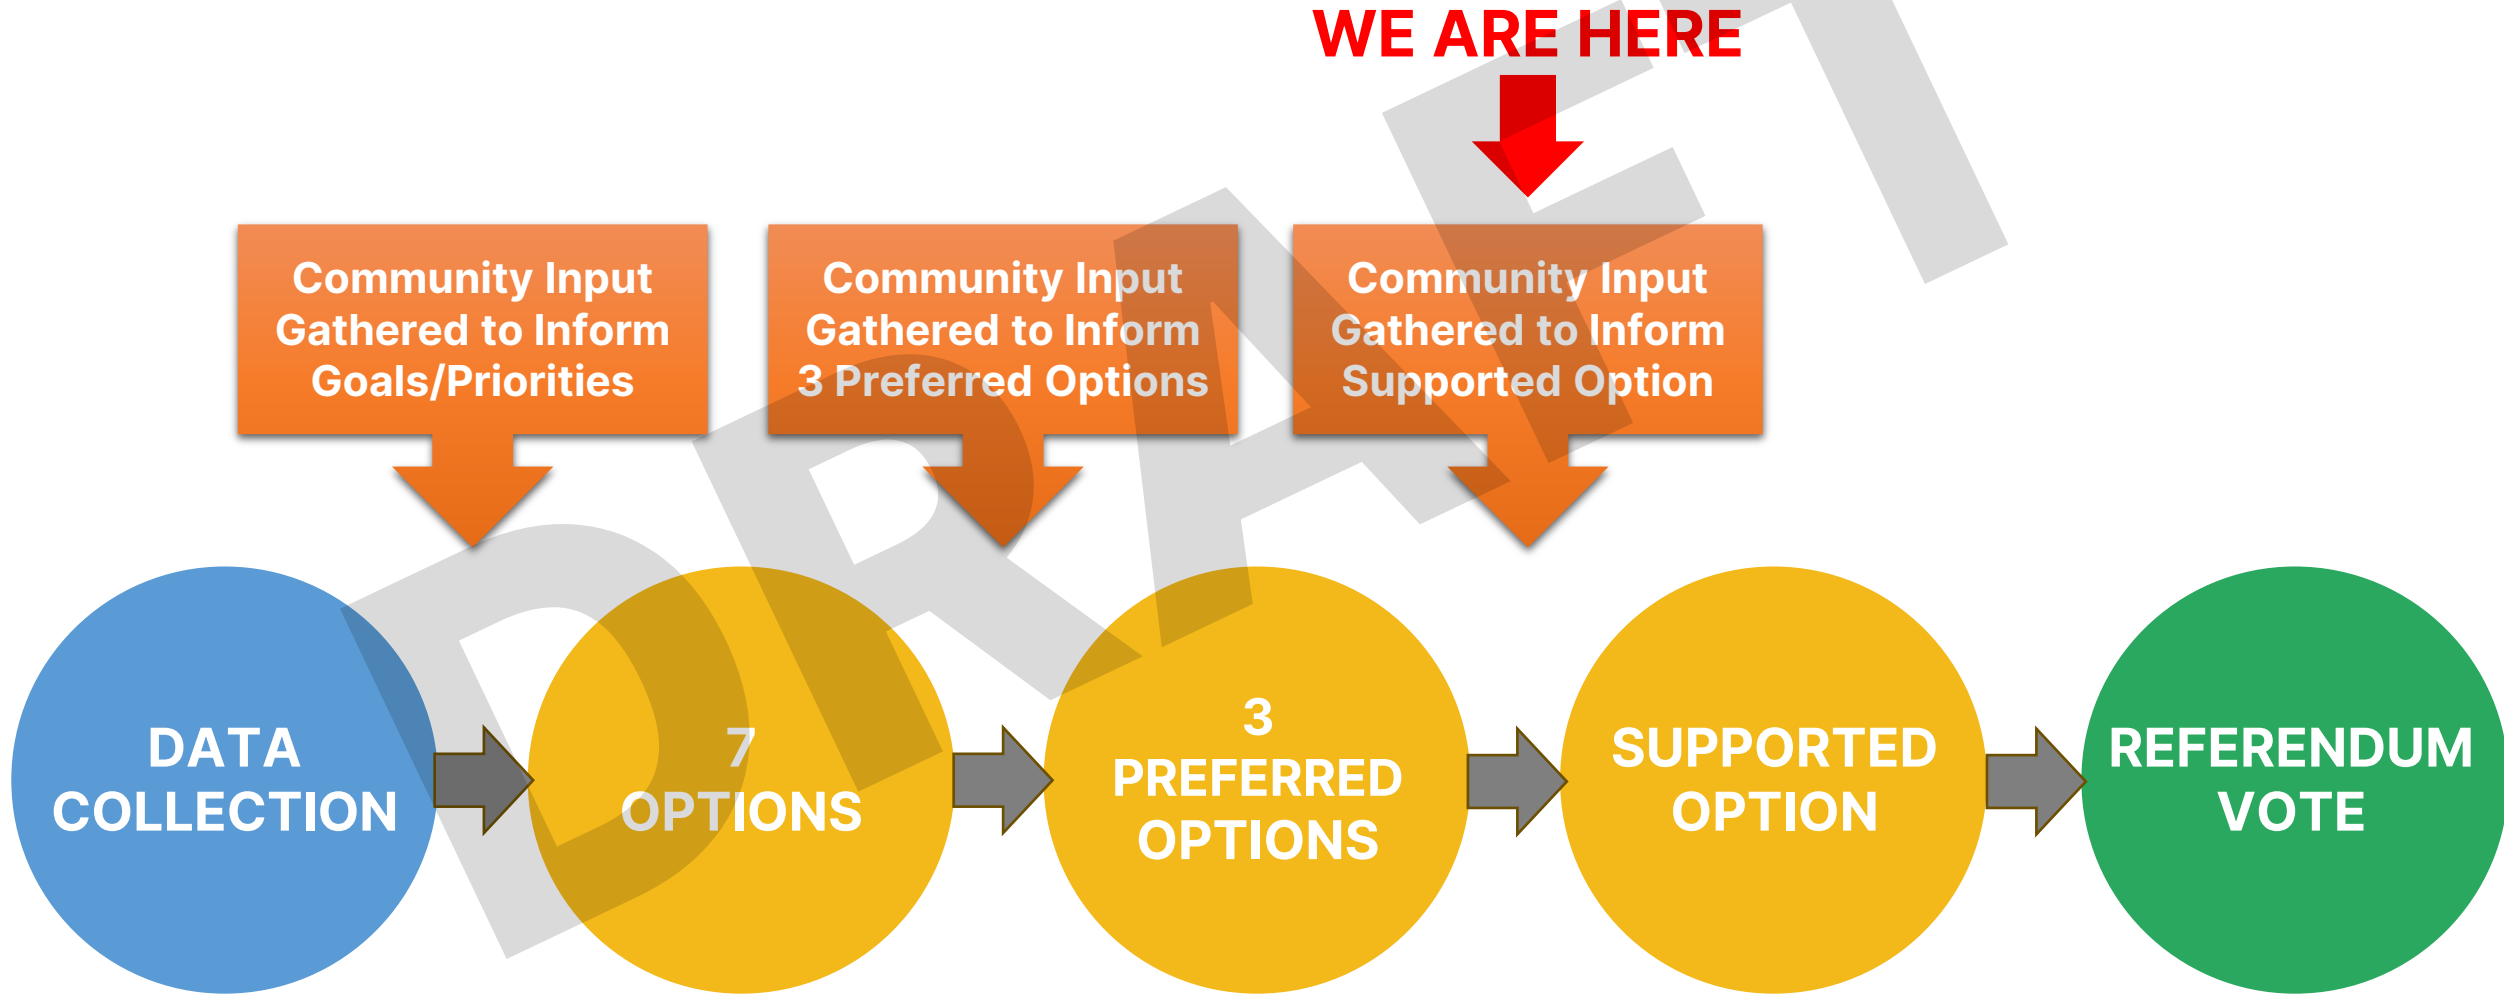 WE ARE HERE
Community Input
Gathered to Inform
Goals/Priorities
Community Input
Gathered to Inform
3 Preferred Options
Community Input
Gathered to Inform
Supported Option
DATA
COLLECTION
7
OPTIONS
3
PREFERRED
OPTIONS
SUPPORTED
OPTION
REFERENDUM
VOTE
DRAFT